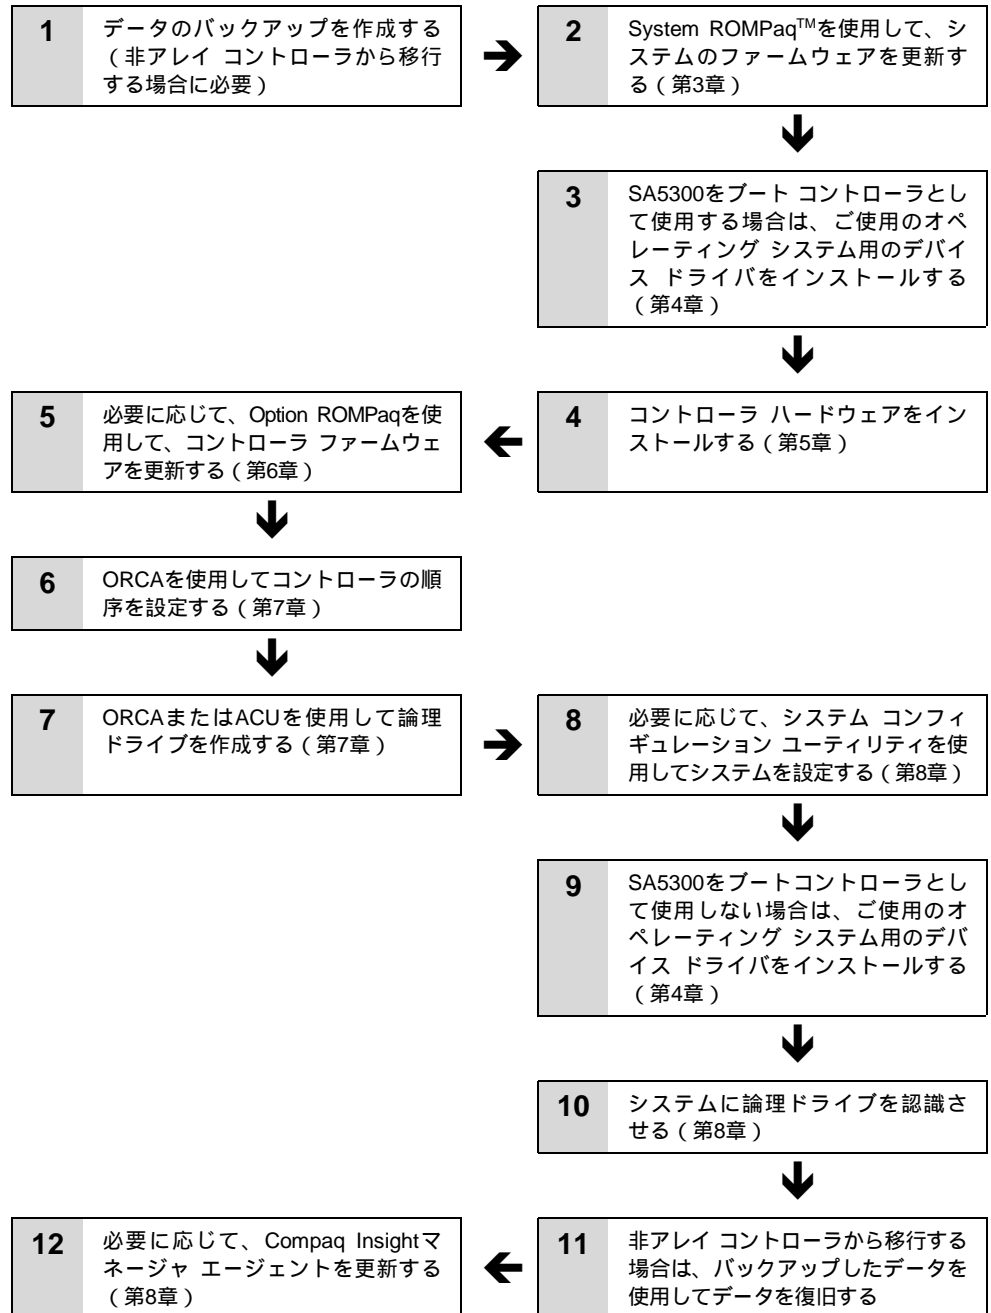 1
データのバックアップを作成する
(非アレイ コントローラから移行
する場合に必要)
2
System ROMPaq™を使用して、シ
ステムのファームウェアを更新す
る(第3章)
3
SA5300をブート コントローラとし
て使用する場合は、ご使用のオペ
レーティング システム用のデバイ
ス ドライバをインストールする
(第4章)
4
コントローラ ハードウェアをイン
ストールする(第5章)
5
必要に応じて、Option ROMPaqを使
用して、コントローラ ファームウェ
アを更新する(第6章)
6
ORCAを使用してコントローラの順
序を設定する(第7章)
7
ORCAまたはACUを使用して論理
ドライブを作成する(第7章)
8
必要に応じて、システム コンフィ
ギュレーション ユーティリティを使
用してシステムを設定する(第8章)
9
SA5300をブートコントローラとし
て使用しない場合は、ご使用のオ
ペレーティング システム用のデバ
イス ドライバをインストールする
(第4章)
10
システムに論理ドライブを認識さ
せる(第8章)
11
非アレイ コントローラから移行する
場合は、バックアップしたデータを
使用してデータを復旧する
12
必要に応じて、Compaq Insightマ
ネージャ エージェントを更新する
(第8章)